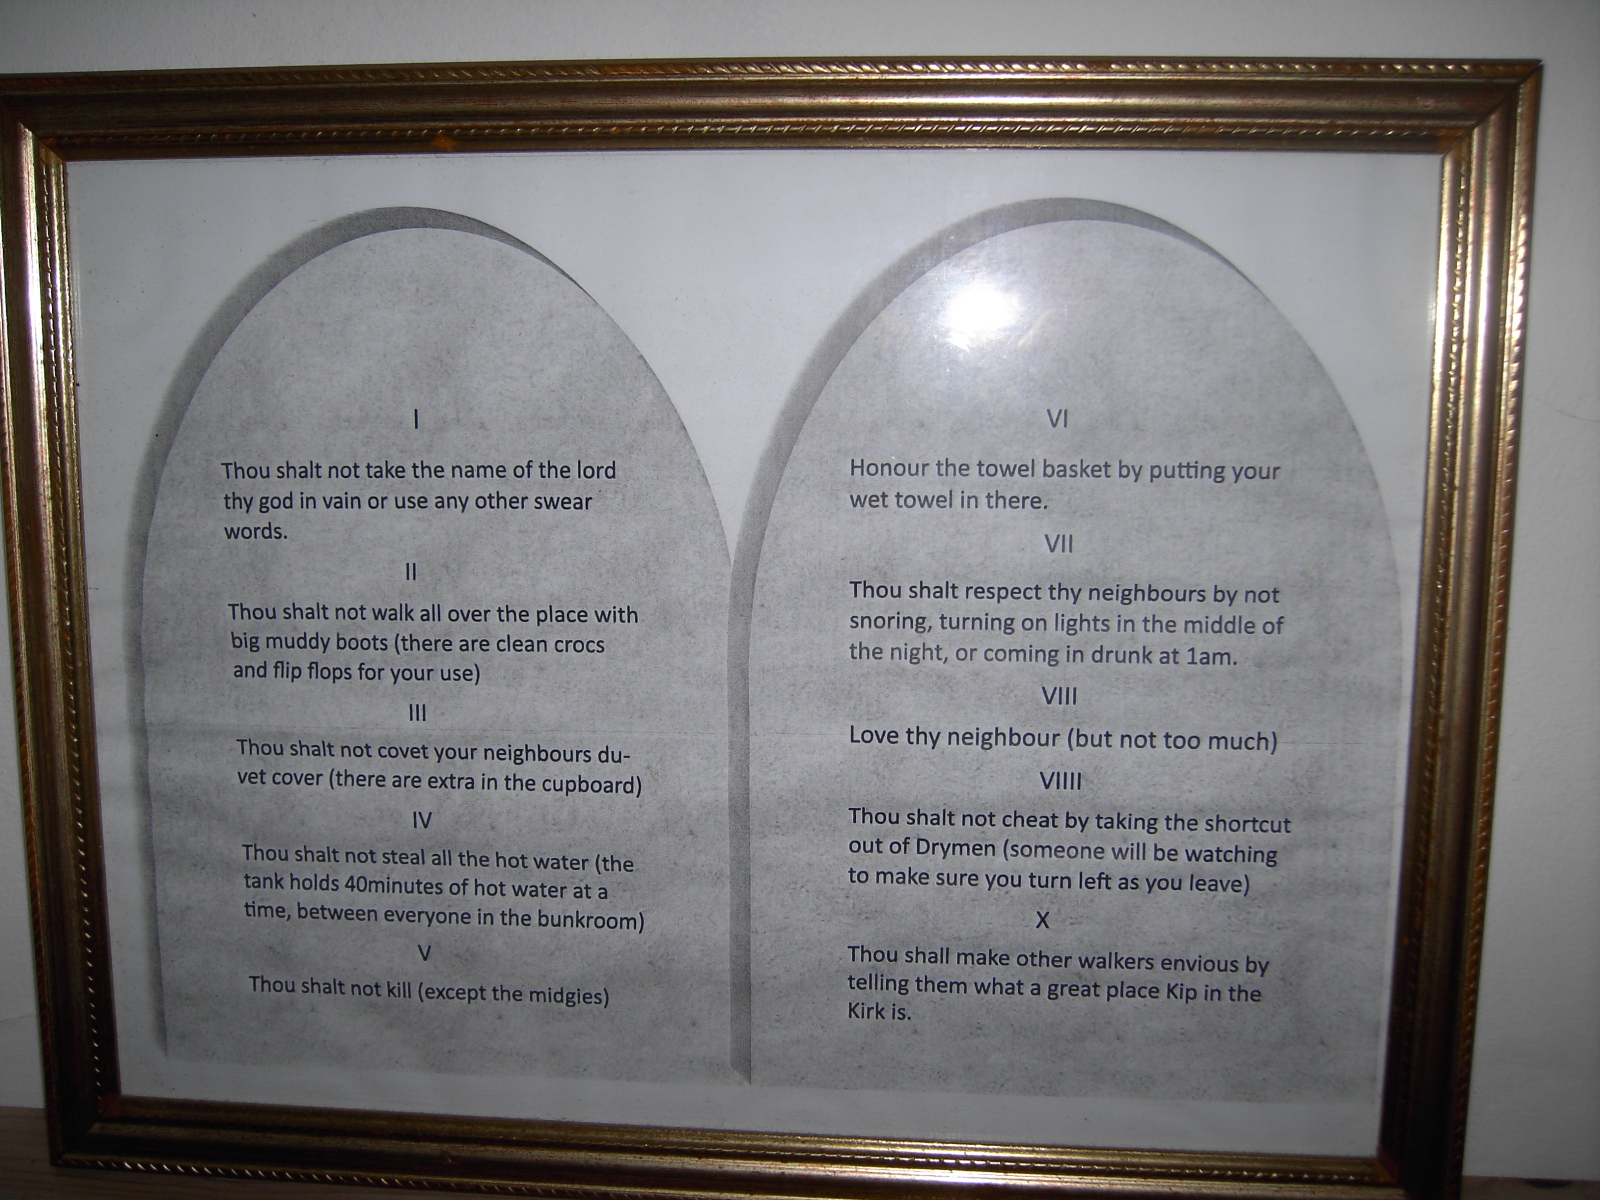 I
Thou shalt not take the name of the lord
thy god in vain or use any other swear
words.
II
Thou shalt not walk all over the place with
big muddy boots (there are clean crocs
and flip flops for your use)
III
Thou shalt not covet your neighbours du-
vet cover (there are extra in the cupboard)
IV
Thou shalt not steal all the hot water (the
tank holds 40minutes of hot water at a
time, between everyone in the bunkroom)
V
Thou shalt not kill (except the midgies)
VI
Honour the towel basket by putting your
wet towel in there.
VII
Thou shalt respect thy neighbours by not
snoring, turning on lights in the middle of
the night, or coming in drunk at 1am.
VIII
Love thy neighbour (but not too much)
VIIII
Thou shalt not cheat by taking the shortcut
out of Drymen (someone will be watching
to make sure you turn left as you leave)
X
Thou shall make other walkers envious by
telling them what a great place Kip in the
Kirk is.